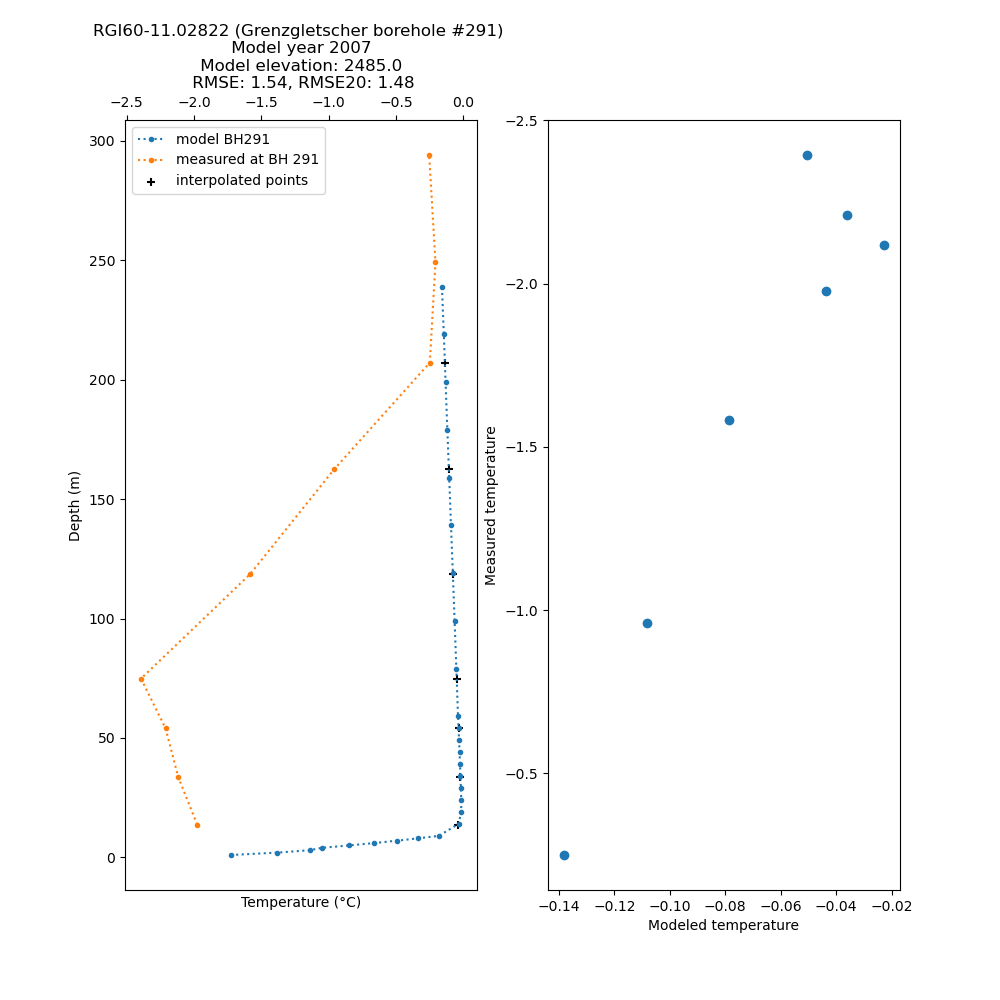 RGI60-11.02822 (Grenzgletscher borehole #291)
Model year 2007
Model elevation: 2485.0
RMSE: 1.54, RMSE20: 1.48
−2.5 −2.0 −1.5 −1.0 −0.5 0.0
model BH291
measured at BH 291
interpolated points
300
250
200
150
100
50
0
Depth (m)
Temperature (°C)
−2.5
−2.0
−1.5
−1.0
−0.5
Measured temperature
−0.14 −0.12 −0.10 −0.08 −0.06 −0.04 −0.02
Modeled temperature